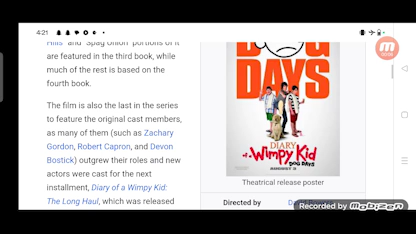 4:21
Hills" and "Spag Union" portions of it
are featured in the third book, while
much of the rest is based on the
fourth book.
The film is also the last in the series
to feature the original cast members,
as many of them (such as Zachary
Gordon, Robert Capron, and Devon
Bostick) outgrew their roles and new
actors were cast for the next
installment, Diary of a Wimpy Kid:
The Long Haul, which was released
DOG
DAYS
DIARY
of a Wimpy Kid
DOG DAYS
AUGUST 3
Theatrical release poster
Directed by
Recorded by MOBIZEN